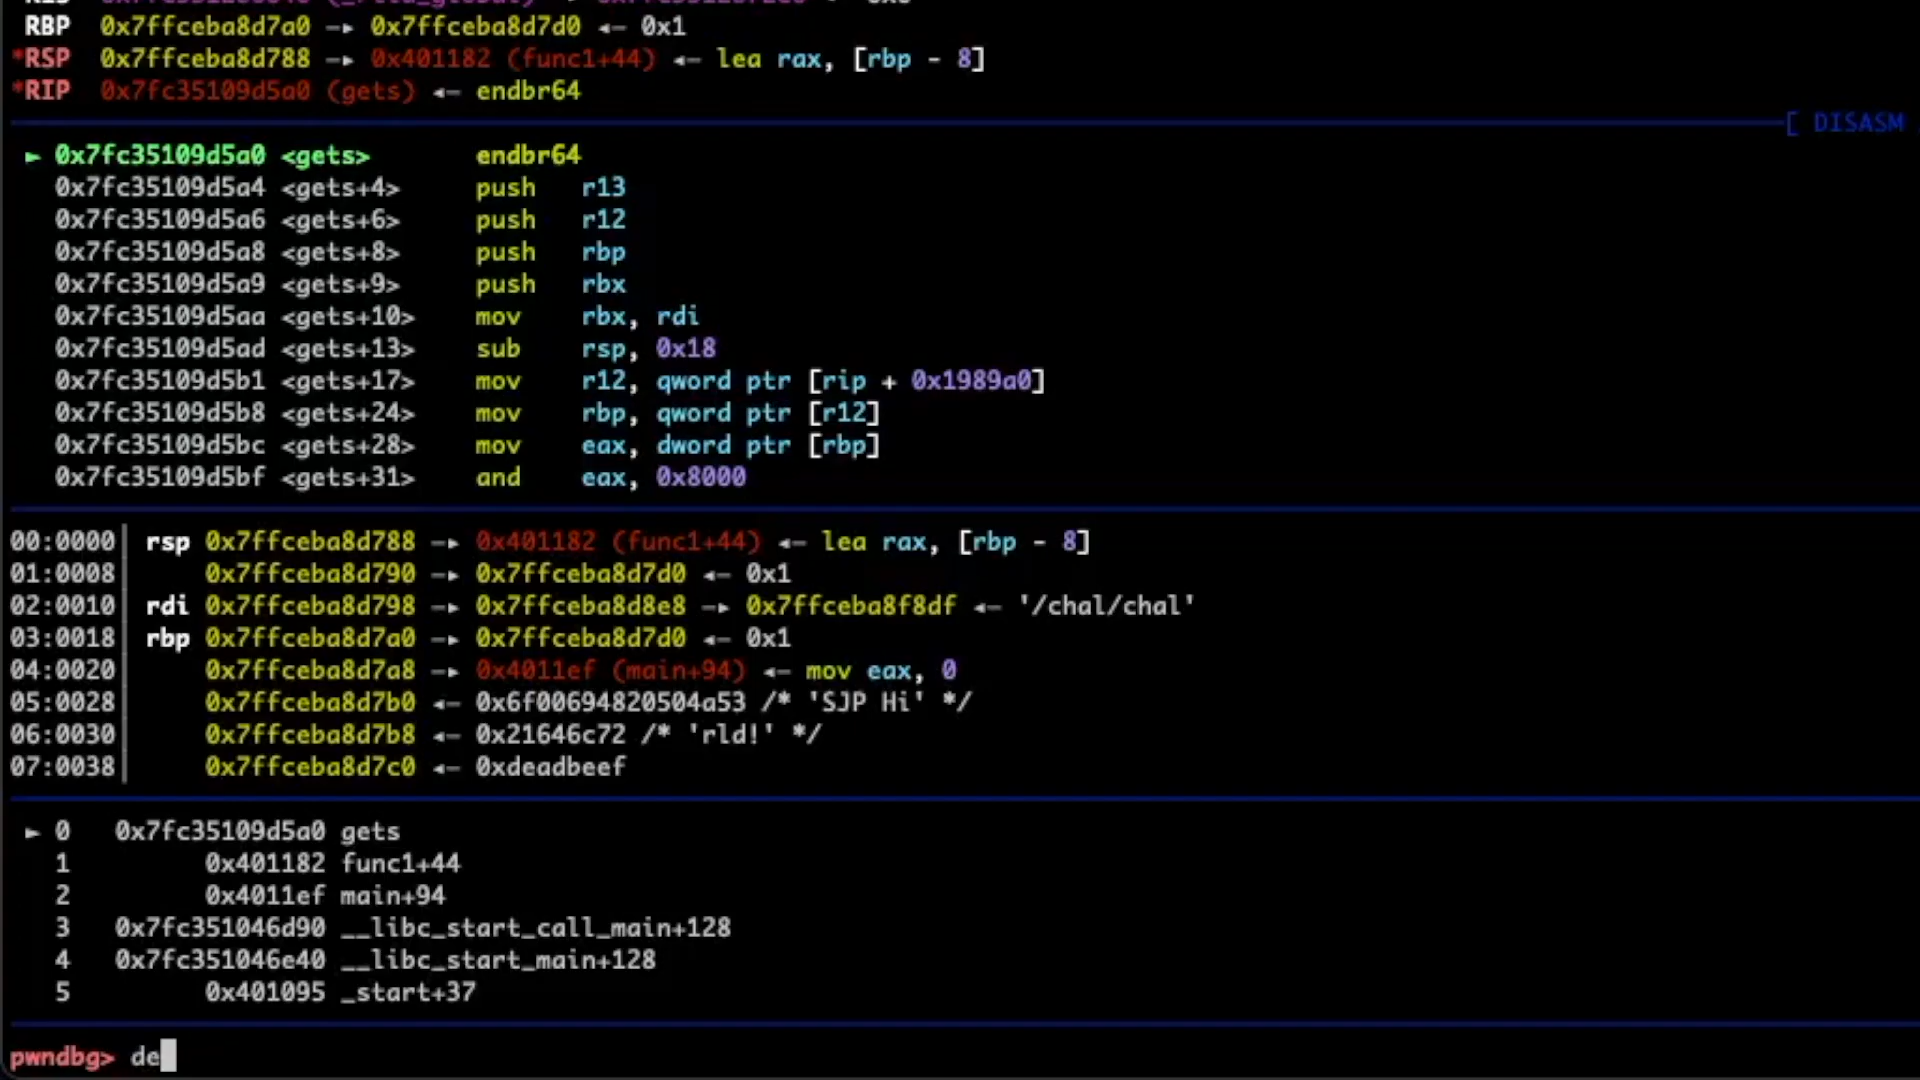 RBP 0x7ffceba8d7a0 —▸ 0x7ffceba8d7d0 ◂— 0x1
*RSP 0x7ffceba8d788 —▸ 0x401182 (func1+44) ◂— lea rax, [rbp - 8]
*RIP 0x7fc35109d5a0 (gets) ◂— endbr64
[ DISASM
► 0x7fc35109d5a0 <gets> endbr64
0x7fc35109d5a4 <gets+4> push r13
0x7fc35109d5a6 <gets+6> push r12
0x7fc35109d5a8 <gets+8> push rbp
0x7fc35109d5a9 <gets+9> push rbx
0x7fc35109d5aa <gets+10> mov rbx, rdi
0x7fc35109d5ad <gets+13> sub rsp, 0x18
0x7fc35109d5b1 <gets+17> mov r12, qword ptr [rip + 0x1989a0]
0x7fc35109d5b8 <gets+24> mov rbp, qword ptr [r12]
0x7fc35109d5bc <gets+28> mov eax, dword ptr [rbp]
0x7fc35109d5bf <gets+31> and eax, 0x8000
00:0000│ rsp 0x7ffceba8d788 —▸ 0x401182 (func1+44) ◂— lea rax, [rbp - 8]
01:0008│ 0x7ffceba8d790 —▸ 0x7ffceba8d7d0 ◂— 0x1
02:0010│ rdi 0x7ffceba8d798 —▸ 0x7ffceba8d8e8 —▸ 0x7ffceba8f8df ◂— '/chal/chal'
03:0018│ rbp 0x7ffceba8d7a0 —▸ 0x7ffceba8d7d0 ◂— 0x1
04:0020│ 0x7ffceba8d7a8 —▸ 0x4011ef (main+94) ◂— mov eax, 0
05:0028│ 0x7ffceba8d7b0 ◂— 0x6f00694820504a53 /* 'SJP Hi' */
06:0030│ 0x7ffceba8d7b8 ◂— 0x21646c72 /* 'rld!' */
07:0038│ 0x7ffceba8d7c0 ◂— 0xdeadbeef
► 0 0x7fc35109d5a0 gets
1 0x401182 func1+44
2 0x4011ef main+94
3 0x7fc351046d90 __libc_start_call_main+128
4 0x7fc351046e40 __libc_start_main+128
5 0x401095 _start+37
pwndbg> de